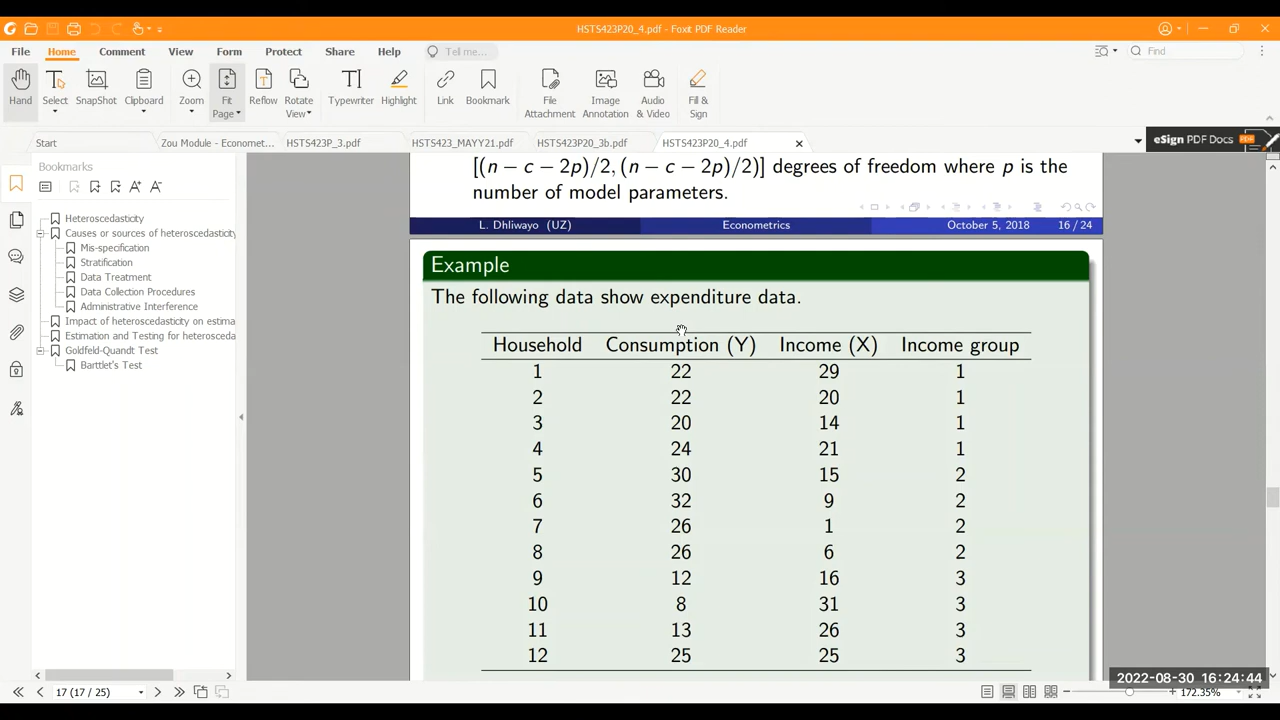 HSTS423P20_4.pdf - Foxit PDF Reader
File Home Comment View Form Protect Share Help Tell me... Find
Hand Select SnapShot Clipboard Zoom Fit Page Reflow Rotate View Typewriter Highlight Link Bookmark File Attachment Image Annotation Audio & Video Fill & Sign
Start Zou Module - Economet... HSTS423P_3.pdf HSTS423_MAYY21.pdf HSTS423P20_3b.pdf HSTS423P20_4.pdf eSign PDF Docs
Bookmarks
Heteroscedasticity
Causes or sources of heteroscedasticity
Mis-specification
Stratification
Data Treatment
Data Collection Procedures
Administrative Interference
Impact of heteroscedasticity on estima
Estimation and Testing for heterosceda
Goldfeld-Quandt Test
Barttlet's Test
[(n − c − 2p)/2, (n − c − 2p)/2)] degrees of freedom where p is the
number of model parameters.
L. Dhliwayo (UZ) Econometrics October 5, 2018 16 / 24
Example
The following data show expenditure data.
Household Consumption (Y) Income (X) Income group
1 22 29 1
2 22 20 1
3 20 14 1
4 24 21 1
5 30 15 2
6 32 9 2
7 26 1 2
8 26 6 2
9 12 16 3
10 8 31 3
11 13 26 3
12 25 25 3
17 (17 / 25) 172.35%
2022-08-30 16:24:44